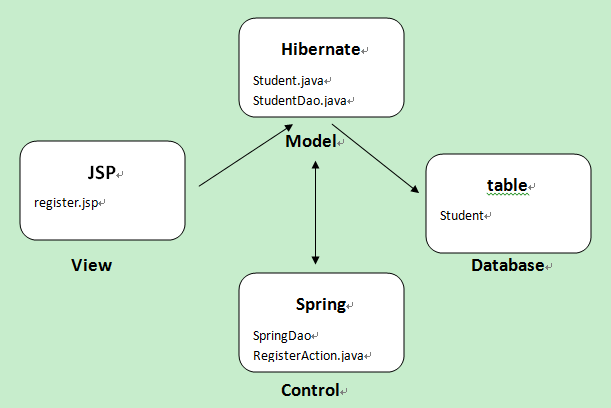 Hibernate
Student.java
StudentDao.java
Model
JSP
register.jsp
View
table
Student
Database
Spring
SpringDao
RegisterAction.java
Control